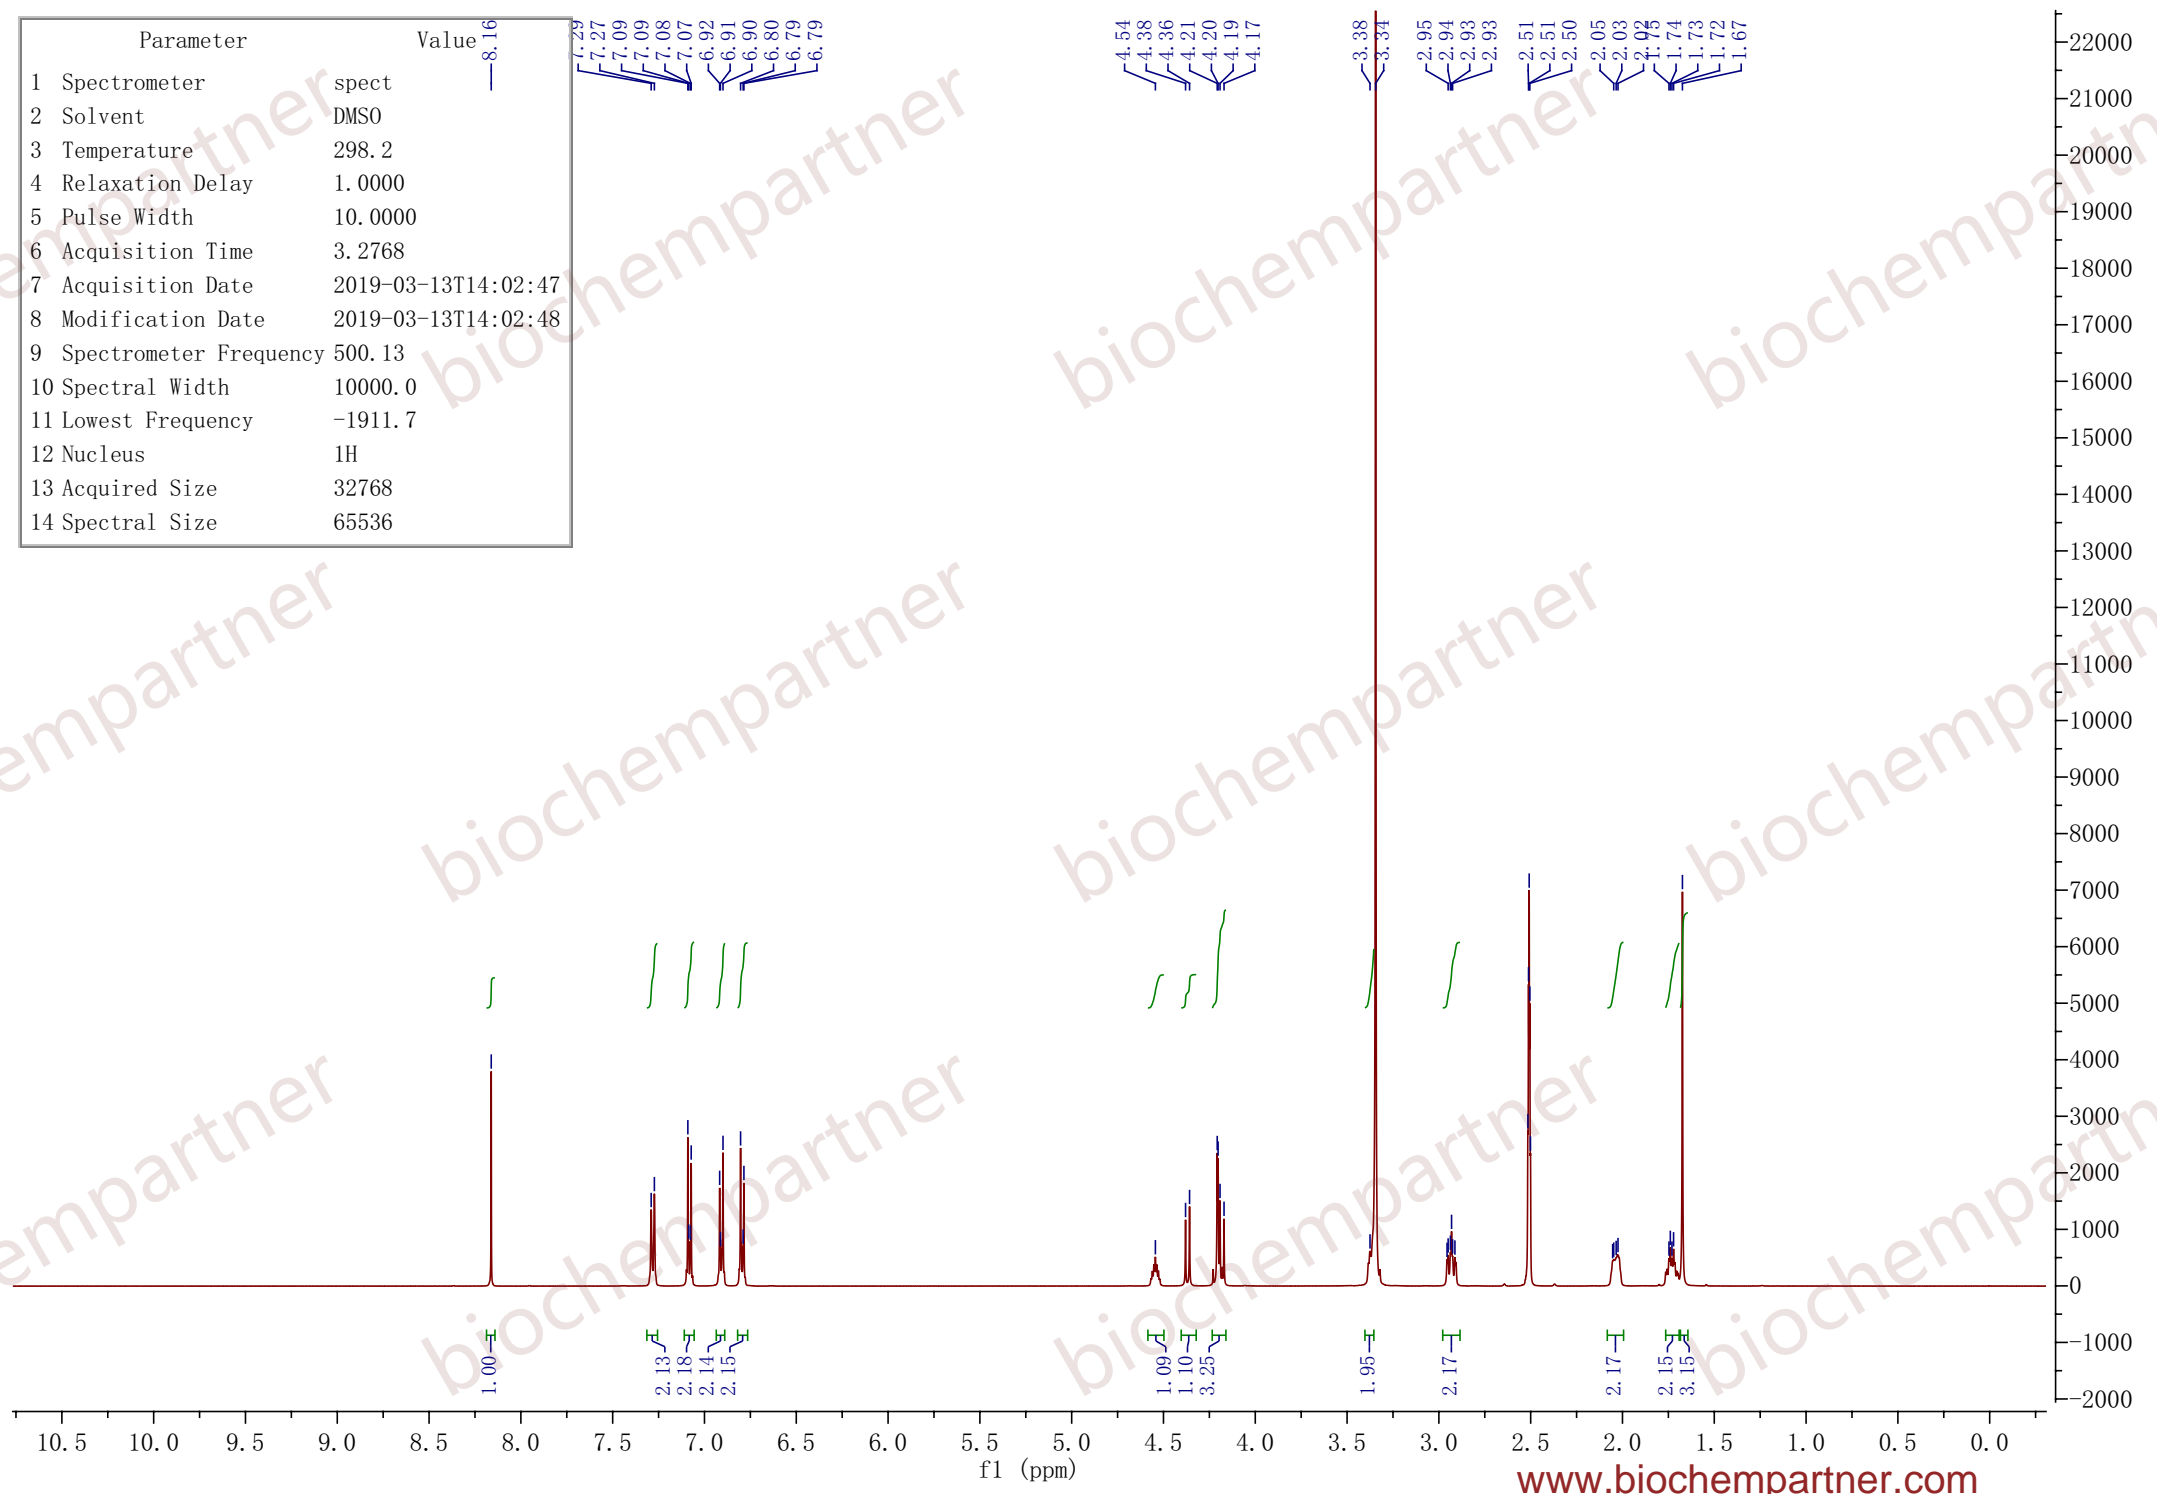 Parameter Value
1 Spectrometer spect
2 Solvent DMSO
3 Temperature 298.2
4 Relaxation Delay 1.0000
5 Pulse Width 10.0000
6 Acquisition Time 3.2768
7 Acquisition Date 2019-03-13T14:02:47
8 Modification Date 2019-03-13T14:02:48
9 Spectrometer Frequency 500.13
10 Spectral Width 10000.0
11 Lowest Frequency -1911.7
12 Nucleus 1H
13 Acquired Size 32768
14 Spectral Size 65536
8.16
7.29
7.27
7.09
7.09
7.08
7.07
6.92
6.91
6.90
6.80
6.79
6.79
4.54
4.38
4.36
4.21
4.20
4.19
4.17
3.38
3.34
2.95
2.94
2.93
2.93
2.51
2.51
2.50
2.05
2.03
2.02
1.75
1.74
1.73
1.72
1.67
22000
21000
20000
19000
18000
17000
16000
15000
14000
13000
12000
11000
10000
9000
8000
7000
6000
5000
4000
3000
2000
1000
0
-1000
-2000
1.00
2.13
2.18
2.14
2.15
1.09
1.10
3.25
1.95
2.17
2.17
2.15
3.15
10.5 10.0 9.5 9.0 8.5 8.0 7.5 7.0 6.5 6.0 5.5 5.0 4.5 4.0 3.5 3.0 2.5 2.0 1.5 1.0 0.5 0.0
f1 (ppm)
biochempartner
biochempartner
biochempartner
biochempartner
biochempartner
biochempartner
biochempartner
biochempartner
biochempartner
www.biochempartner.com